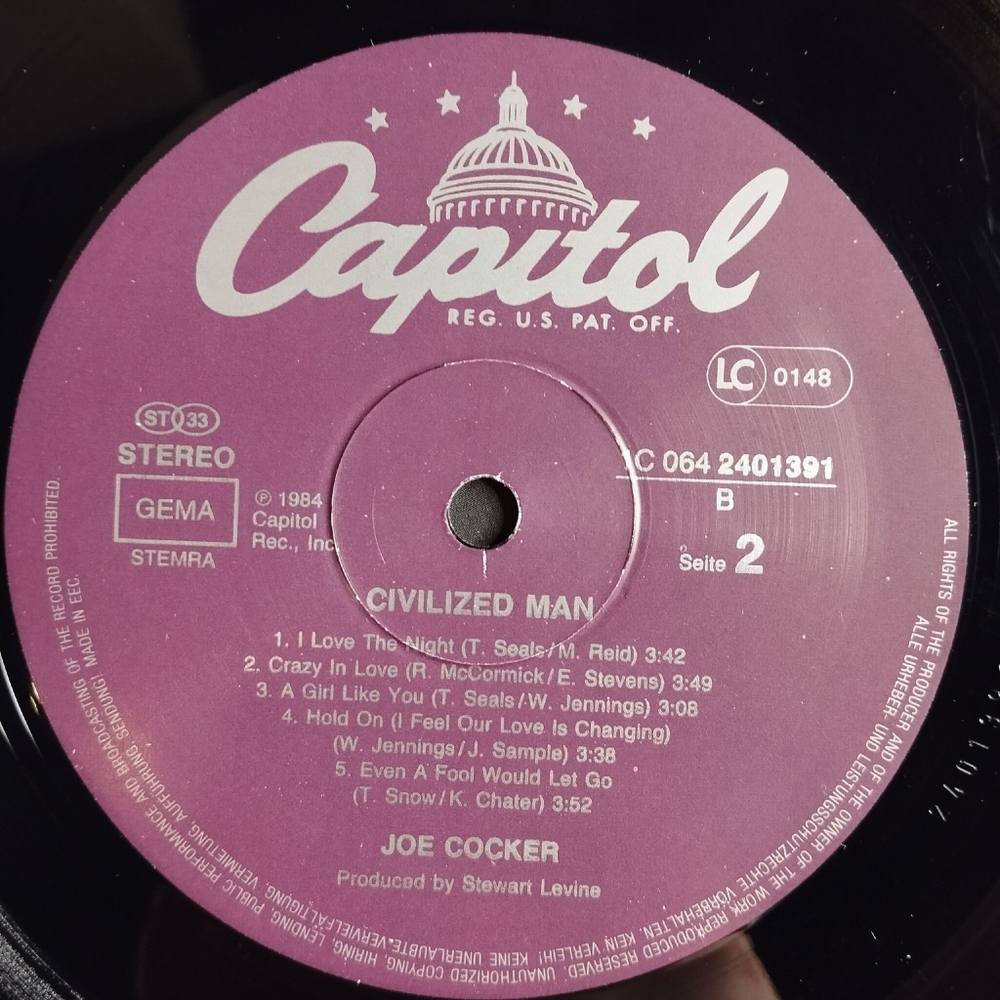 Capitol
REG. U.S. PAT. OFF.
LC 0148
ST 33
STEREO
GEMA
STEMRA
℗ 1984
Capitol
Rec., Inc
C 064 2401391
B
Seite 2
CIVILIZED MAN
1. I Love The Night (T. Seals/M. Reid) 3:42
2. Crazy In Love (R. McCormick/E. Stevens) 3:49
3. A Girl Like You (T. Seals/W. Jennings) 3:08
4. Hold On (I Feel Our Love Is Changing)
(W. Jennings/J. Sample) 3:38
5. Even A Fool Would Let Go
(T. Snow/K. Chater) 3:52
JOE COCKER
Produced by Stewart Levine
ALL RIGHTS OF THE PRODUCER AND OF THE OWNER OF THE WORK REPRODUCED RESERVED. UNAUTHORIZED COPYING, HIRING, LENDING, PUBLIC PERFORMANCE AND BROADCASTING OF THE RECORD PROHIBITED.
ALLE URHEBER- UND LEISTUNGSSCHUTZRECHTE VORBEHALTEN. KEIN VERLEIH! KEINE UNERLAUBTE VERVIELFÄLTIGUNG, VERMIETUNG, AUFFÜHRUNG, SENDUNG! MADE IN EEC.